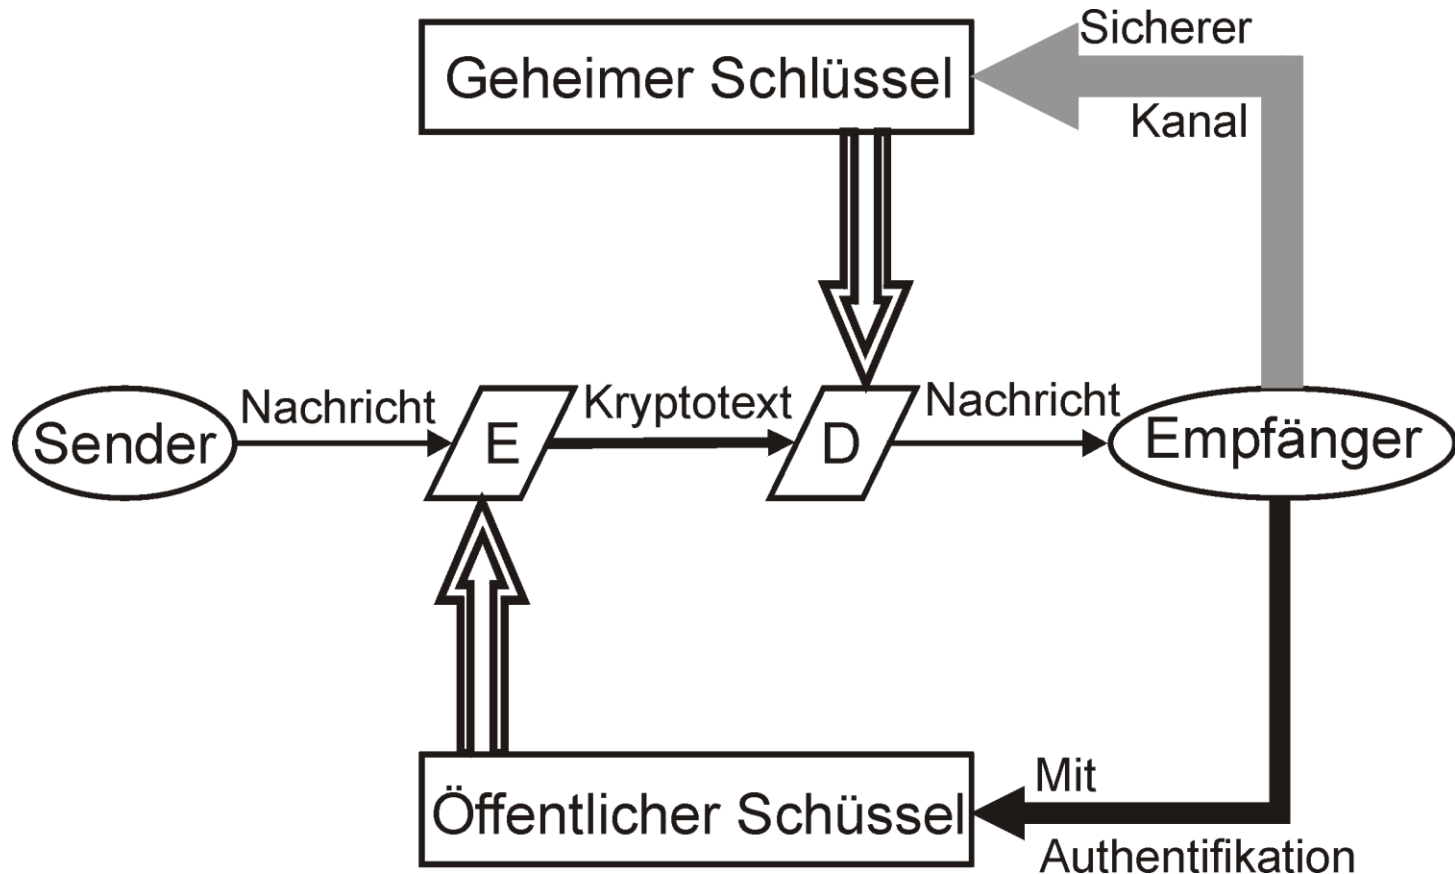 Sicherer
Geheimer Schlüssel
Kanal
Nachricht
Kryptotext
Nachricht
Sender
E
D
Empfänger
Mit
Öffentlicher Schüssel
Authentifikation